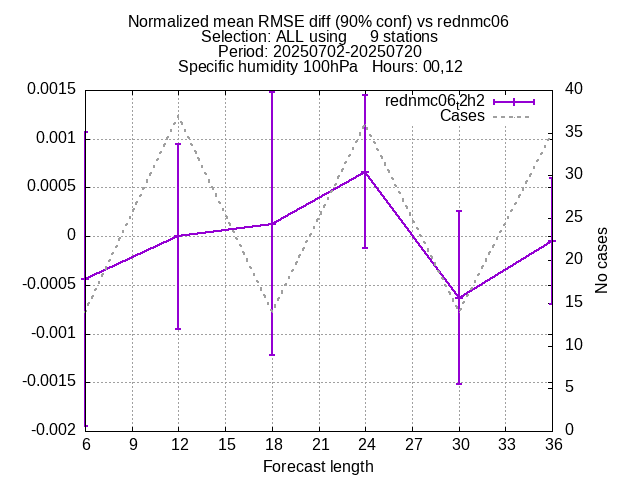 Normalized mean RMSE diff (90% conf) vs rednmc06
Selection: ALL using 9 stations
Period: 20250702-20250720
Specific humidity 100hPa Hours: 00,12
rednmc06_t2h2
Cases
0.0015
0.001
0.0005
0
-0.0005
-0.001
-0.0015
-0.002
40
35
30
25
20
15
10
5
0
No cases
6 9 12 15 18 21 24 27 30 33 36
Forecast length